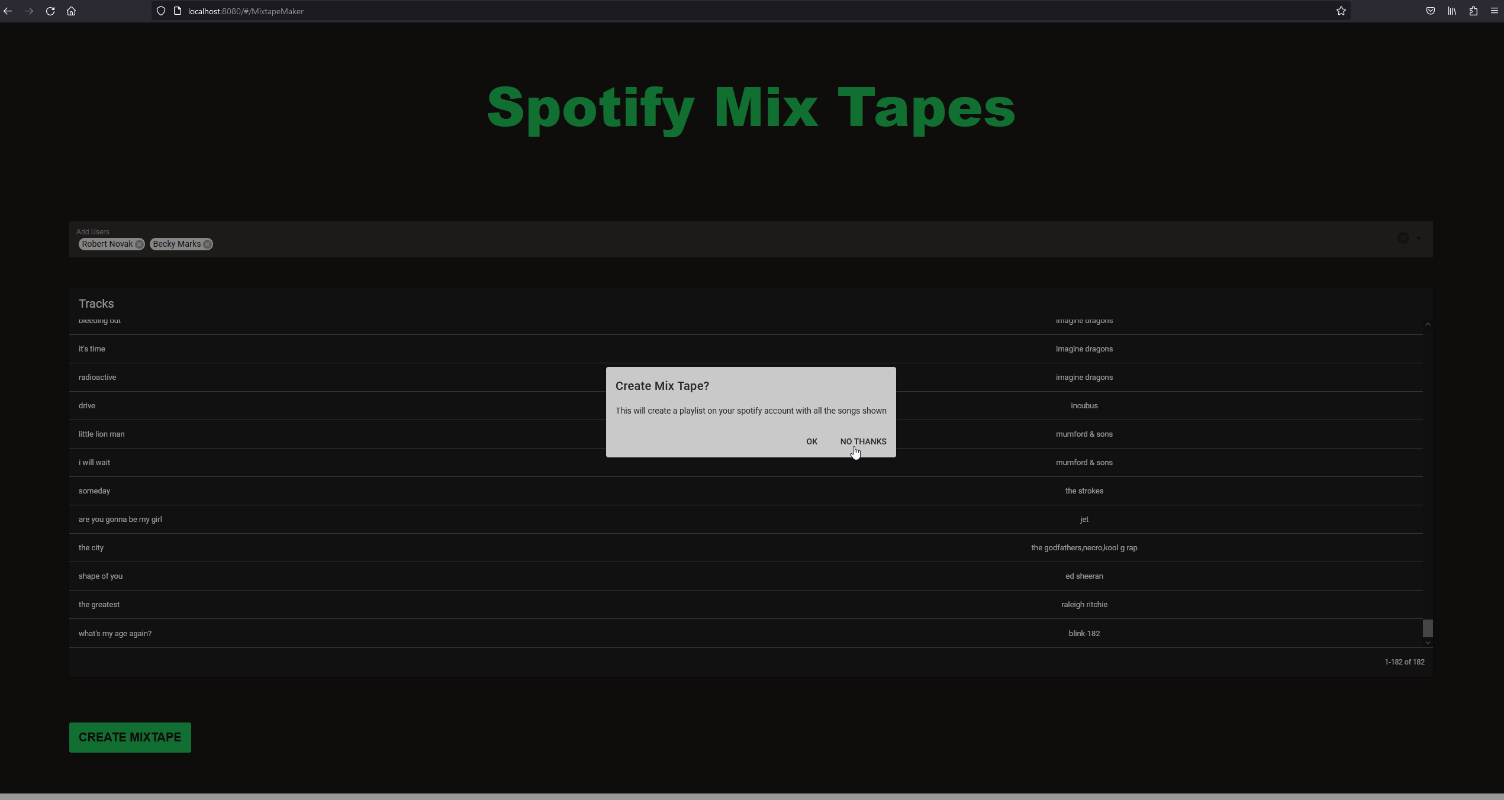 localhost:8080/#/MixtapeMaker
Spotify Mix Tapes
Add Users
Robert Novak Becky Marks
Tracks
bleeding out imagine dragons
it's time imagine dragons
radioactive imagine dragons
drive incubus
little lion man mumford & sons
i will wait mumford & sons
someday the strokes
are you gonna be my girl jet
the city the godfathers,necro,kool g rap
shape of you ed sheeran
the greatest raleigh ritchie
what's my age again? blink-182
1-182 of 182
Create Mix Tape?
This will create a playlist on your spotify account with all the songs shown
OK NO THANKS
CREATE MIXTAPE